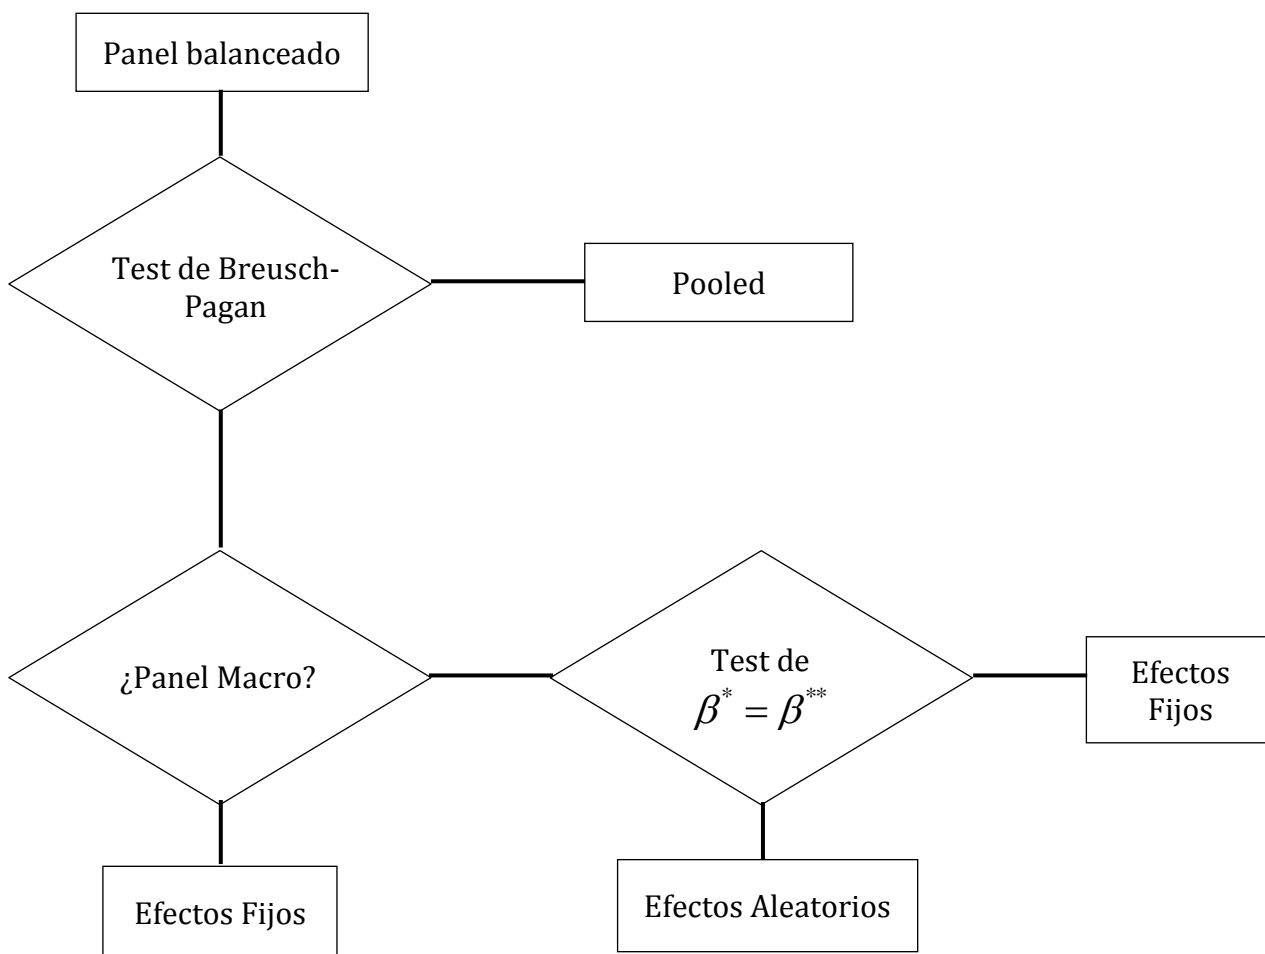 Panel balanceado
Test de Breusch-
Pagan
Pooled
¿Panel Macro?
Test de
β* = β**
Efectos
Fijos
Efectos Fijos
Efectos Aleatorios